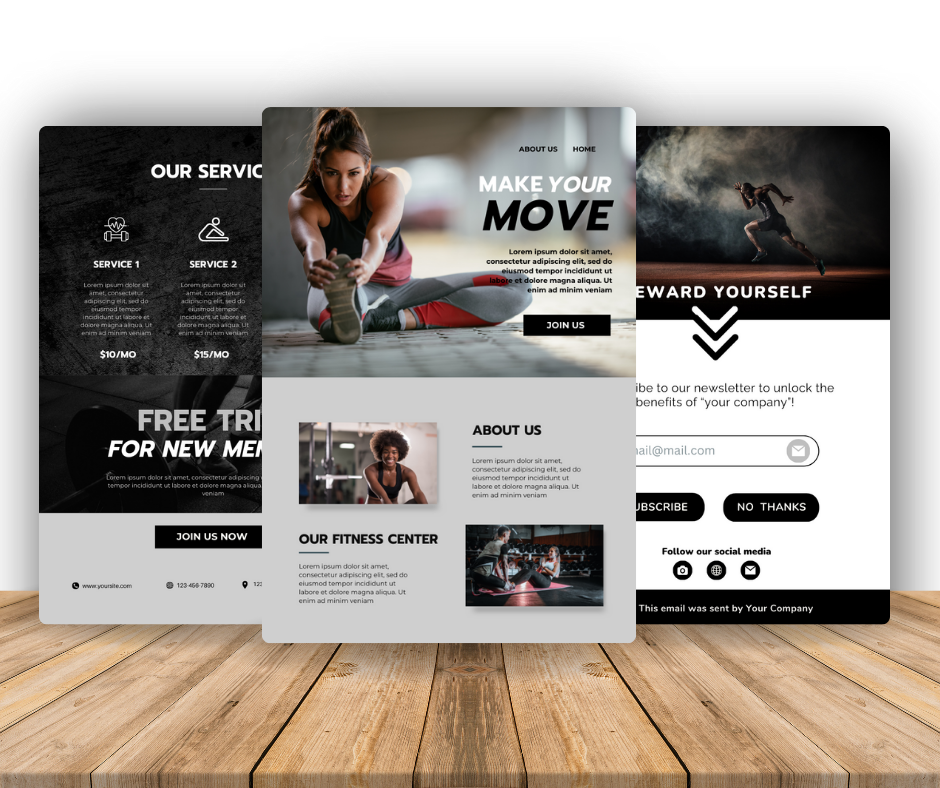 OUR SERVIC
SERVICE 1
Lorem ipsum dolor sit
amet, consectetur
adipiscing elit, sed do
eiusmod tempor
incididunt ut labore et
dolore magna aliqua. Ut
enim ad minim veniam
$10/MO
SERVICE 2
Lorem ipsum dolor sit
amet, consectetur
adipiscing elit, sed do
eiusmod tempor
incididunt ut labore et
dolore magna aliqua. Ut
enim ad minim veniam
$15/MO
FREE TRI
FOR NEW MEM
Lorem ipsum dolor sit amet, consectetur adipiscing
tempor incididunt ut labore et dolore magna aliqua.
veniam
JOIN US NOW
www.yoursite.com
123-466-7890
123
ABOUT US HOME
MAKE YOUR
MOVE
Lorem ipsum dolor sit amet,
consectetur adipiscing elit, sed do
eiusmod tempor incididunt ut
labore et dolore magna aliqua. Ut
enim ad minim veniam
JOIN US
ABOUT US
Lorem ipsum dolor sit amet,
consectetur adipiscing elit, sed do
eiusmod tempor incididunt ut
labore et dolore magna aliqua. Ut
enim ad minim veniam
OUR FITNESS CENTER
Lorem ipsum dolor sit amet,
consectetur adipiscing elit, sed do
eiusmod tempor incididunt ut
labore et dolore magna aliqua. Ut
enim ad minim veniam
EWARD YOURSELF
ibe to our newsletter to unlock the
benefits of “your company”!
ail@mail.com
UBSCRIBE
NO THANKS
Follow our social media
This email was sent by Your Company